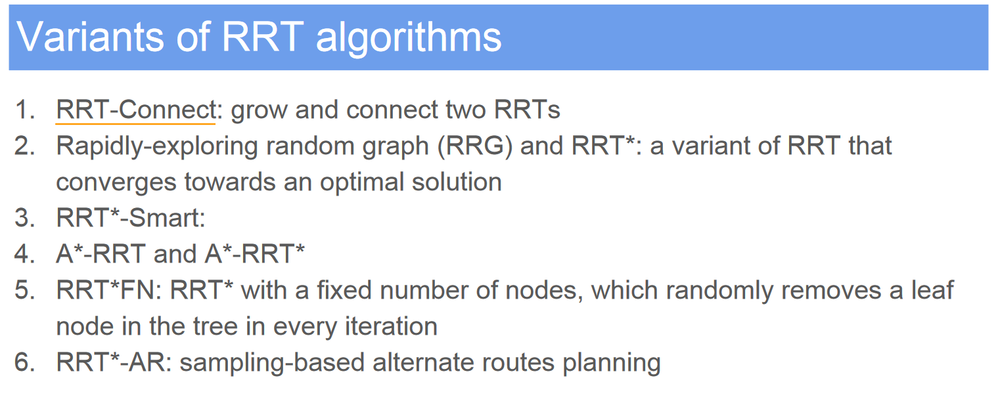 Variants of RRT algorithms
1. RRT-Connect: grow and connect two RRTs
2. Rapidly-exploring random graph (RRG) and RRT*: a variant of RRT that
converges towards an optimal solution
3. RRT*-Smart:
4. A*-RRT and A*-RRT*
5. RRT*FN: RRT* with a fixed number of nodes, which randomly removes a leaf
node in the tree in every iteration
6. RRT*-AR: sampling-based alternate routes planning